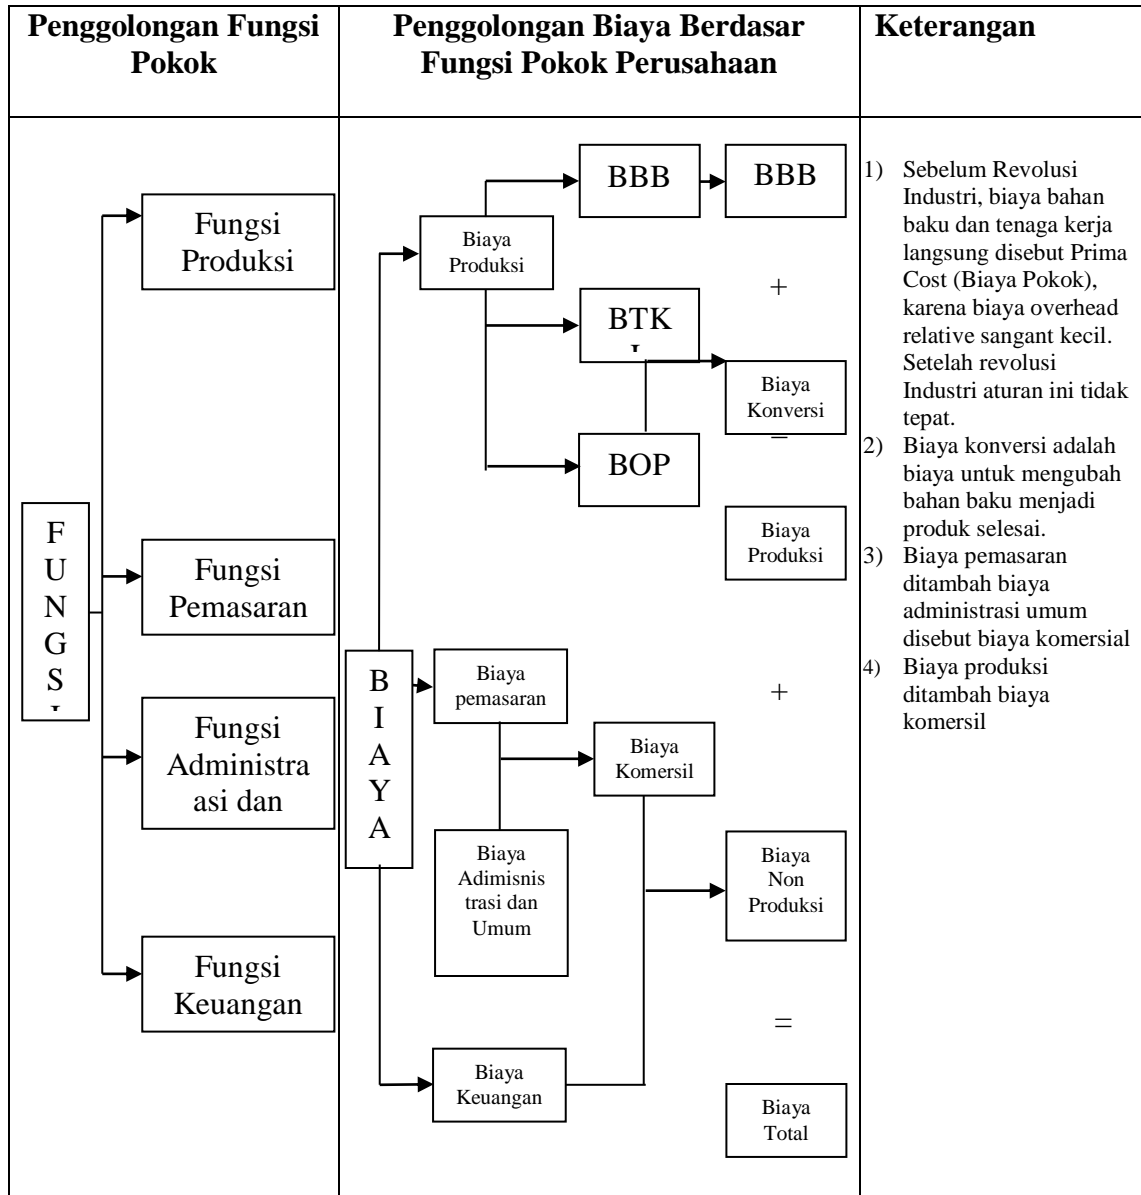 Penggolongan Fungsi
Pokok
Penggolongan Biaya Berdasar
Fungsi Pokok Perusahaan
Keterangan
F
U
N
G
S
Fungsi
Produksi
Fungsi
Pemasaran
Fungsi
Administra
asi dan
Fungsi
Keuangan
B
I
A
Y
A
Biaya
Produksi
BBB
BBB
+
BTK
Biaya
Konversi
=
BOP
Biaya
Produksi
Biaya
pemasaran
+
Biaya
Komersil
Biaya
Adimisnis
trasi dan
Umum
Biaya
Non
Produksi
=
Biaya
Keuangan
Biaya
Total
1) Sebelum Revolusi
Industri, biaya bahan
baku dan tenaga kerja
langsung disebut Prima
Cost (Biaya Pokok),
karena biaya overhead
relative sangant kecil.
Setelah revolusi
Industri aturan ini tidak
tepat.
2) Biaya konversi adalah
biaya untuk mengubah
bahan baku menjadi
produk selesai.
3) Biaya pemasaran
ditambah biaya
administrasi umum
disebut biaya komersial
4) Biaya produksi
ditambah biaya
komersil